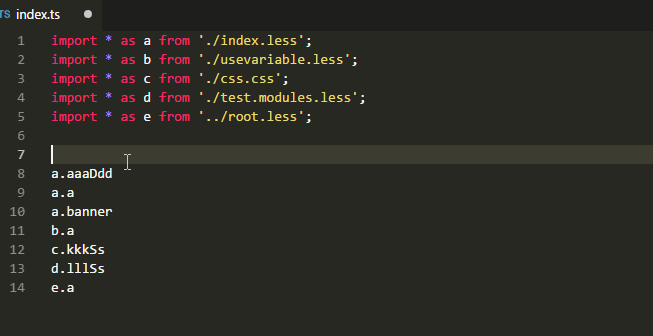 TS index.ts
1 import * as a from './index.less';
2 import * as b from './usevariable.less';
3 import * as c from './css.css';
4 import * as d from './test.modules.less';
5 import * as e from '../root.less';
6
7
8 a.aaaDdd
9 a.a
10 a.banner
11 b.a
12 c.kkkSs
13 d.lllSs
14 e.a